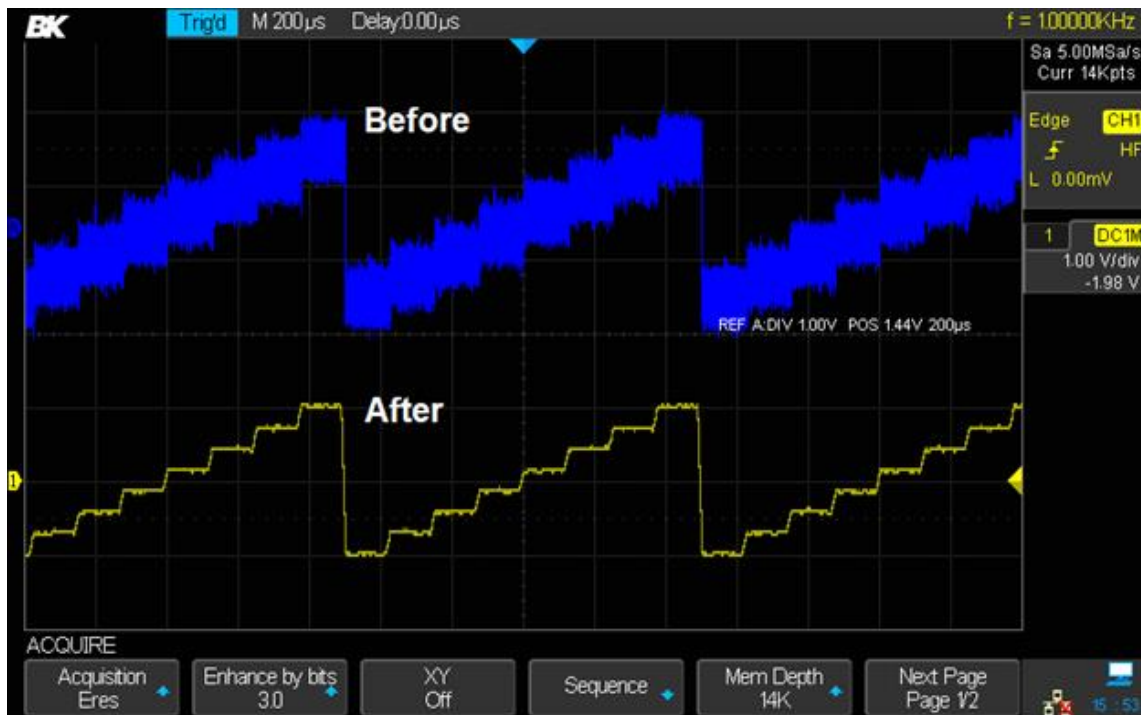 BK Trig'd M 200µs Delay:0.00µs f = 1.00000KHz
Sa 5.00MSa/s
Curr 14Kpts
Before
Edge CH1
HF
L 0.00mV
1 DC1M
1.00 V/div
-1.98 V
REF A:DIV 1.00V POS 1.44V 200µs
After
1
ACQUIRE
Acquisition
Eres
Enhance by bits
3.0
XY
Off
Sequence
Mem Depth
14K
Next Page
Page 1/2
15 : 53